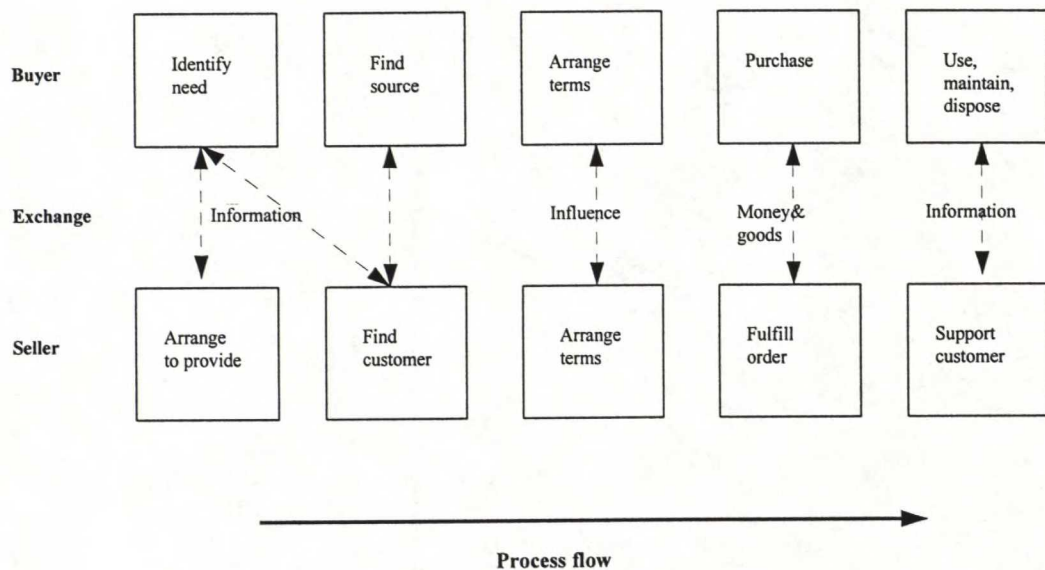 Buyer
Identify
need
Find
source
Arrange
terms
Purchase
Use,
maintain,
dispose
Exchange
Information
Influence
Money&
goods
Information
Seller
Arrange
to provide
Find
customer
Arrange
terms
Fulfill
order
Support
customer
Process flow